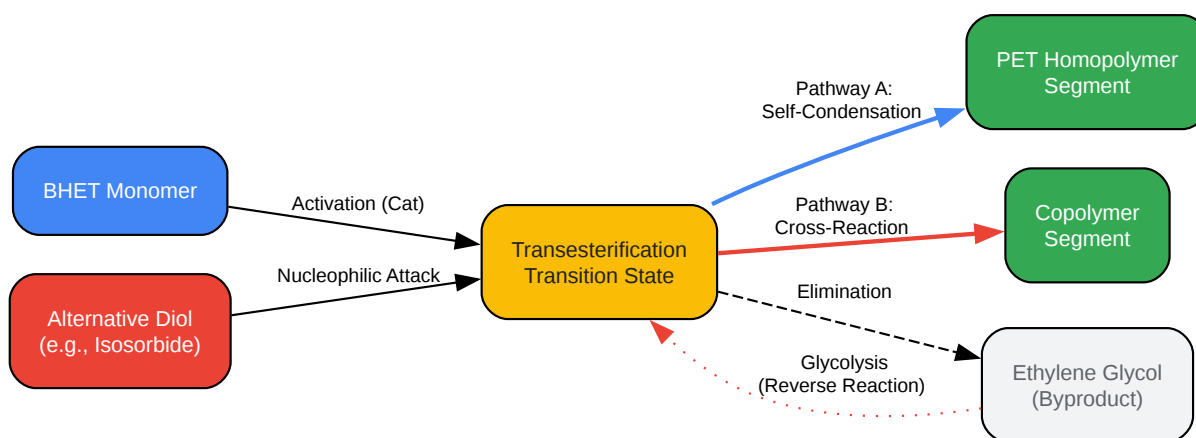 BHET Monomer
Alternative Diol
(e.g., Isosorbide)
Activation (Cat)
Nucleophilic Attack
Transesterification
Transition State
Pathway A:
Self-Condensation
PET Homopolymer
Segment
Pathway B:
Cross-Reaction
Copolymer
Segment
Elimination
Glycolysis
(Reverse Reaction)
Ethylene Glycol
(Byproduct)